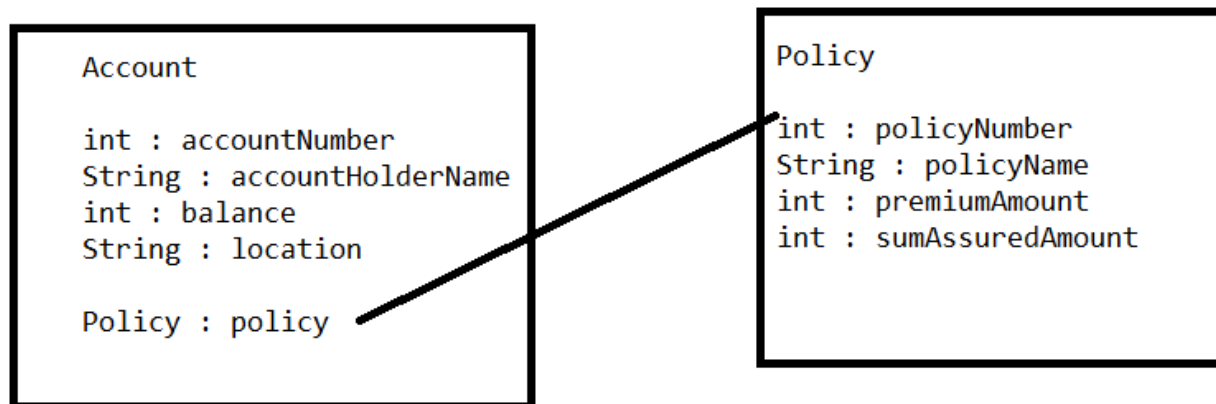 Account
int : accountNumber
String : accountHolderName
int : balance
String : location
Policy : policy
Policy
int : policyNumber
String : policyName
int : premiumAmount
int : sumAssuredAmount